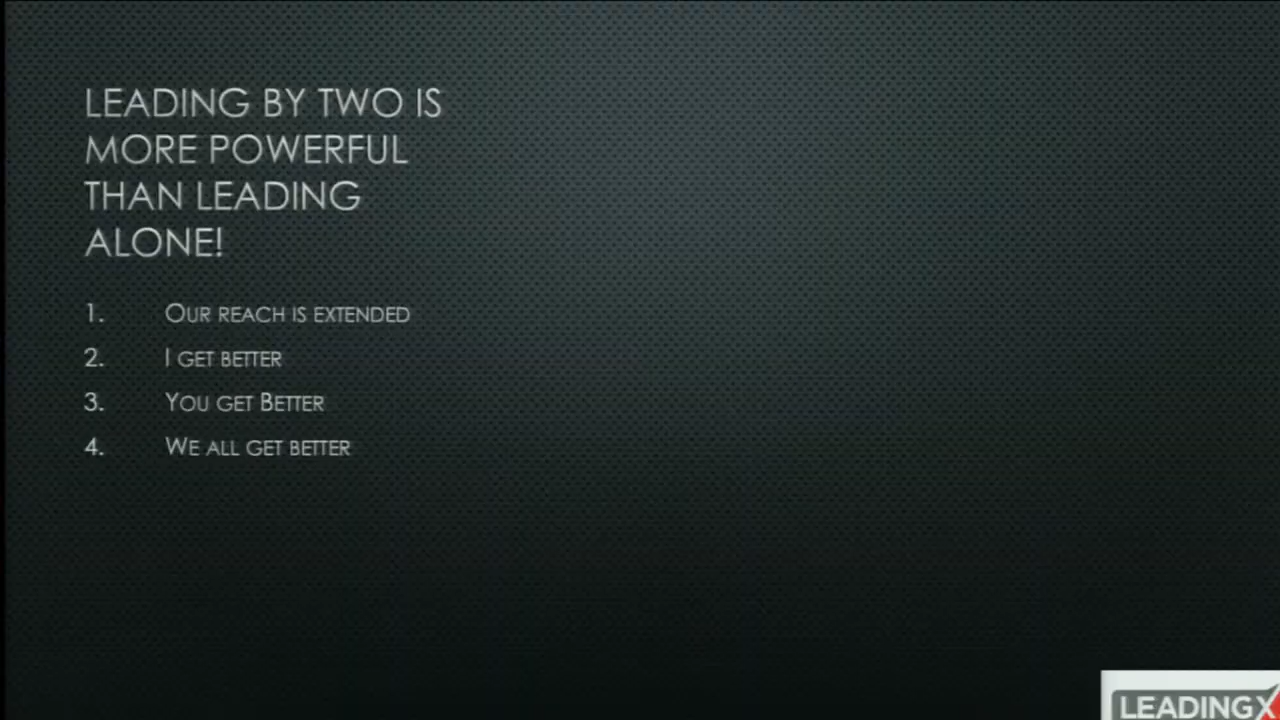 LEADING BY TWO IS
MORE POWERFUL
THAN LEADING
ALONE!
1. OUR REACH IS EXTENDED
2. I GET BETTER
3. YOU GET BETTER
4. WE ALL GET BETTER
LEADINGX